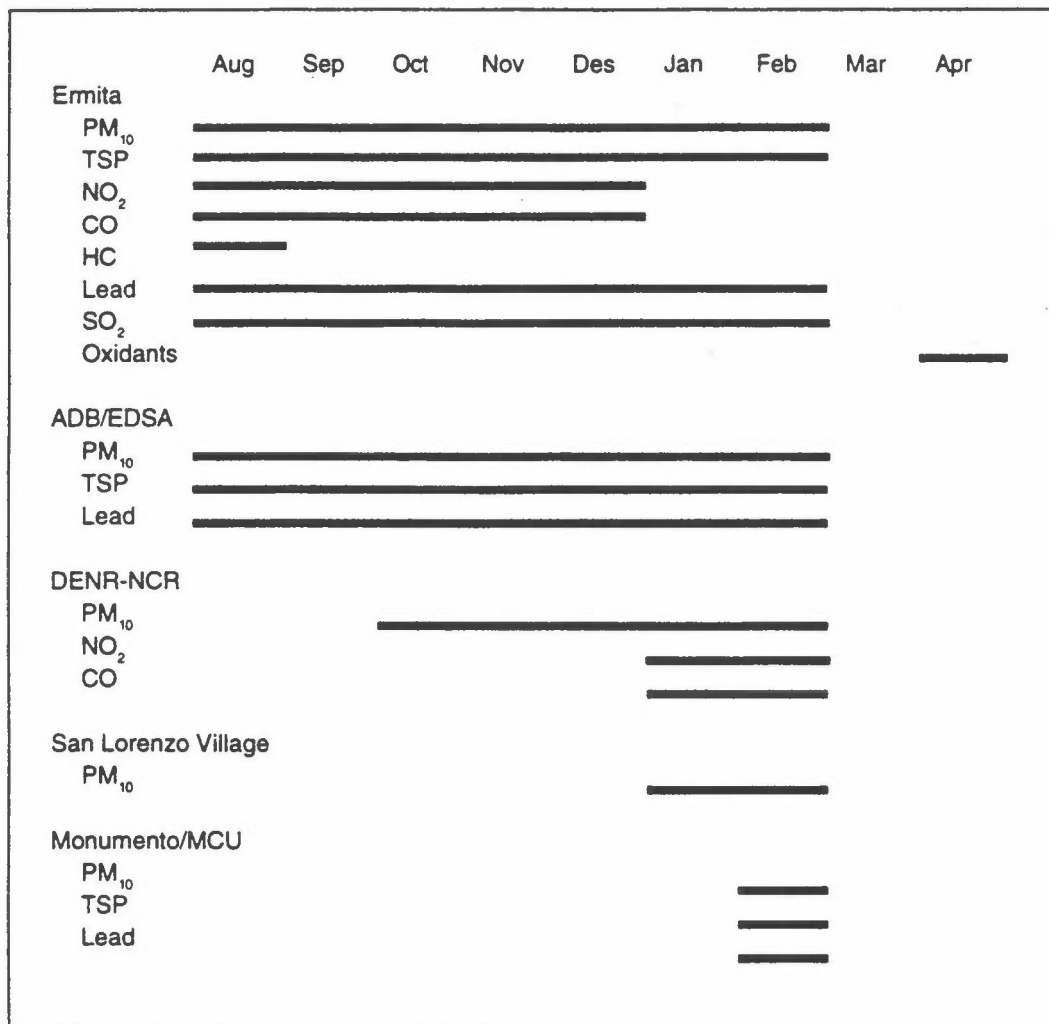 Aug Sep Oct Nov Des Jan Feb Mar Apr
Ermita
PM₁₀
TSP
NO₂
CO
HC
Lead
SO₂
Oxidants
ADB/EDSA
PM₁₀
TSP
Lead
DENR-NCR
PM₁₀
NO₂
CO
San Lorenzo Village
PM₁₀
Monumento/MCU
PM₁₀
TSP
Lead